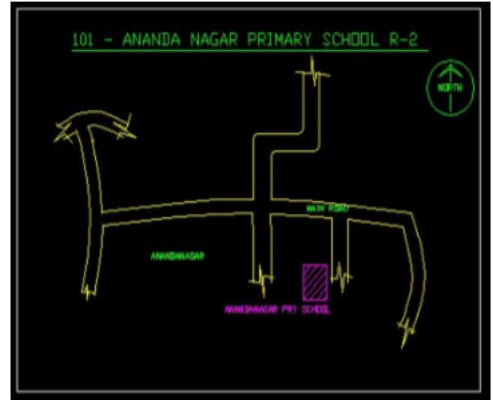 101 - ANANDA NAGAR PRIMARY SCHOOL R-2
NORTH
MAIN ROAD
ANANDANAGAR
ANANDANAGAR PRY SCHOOL